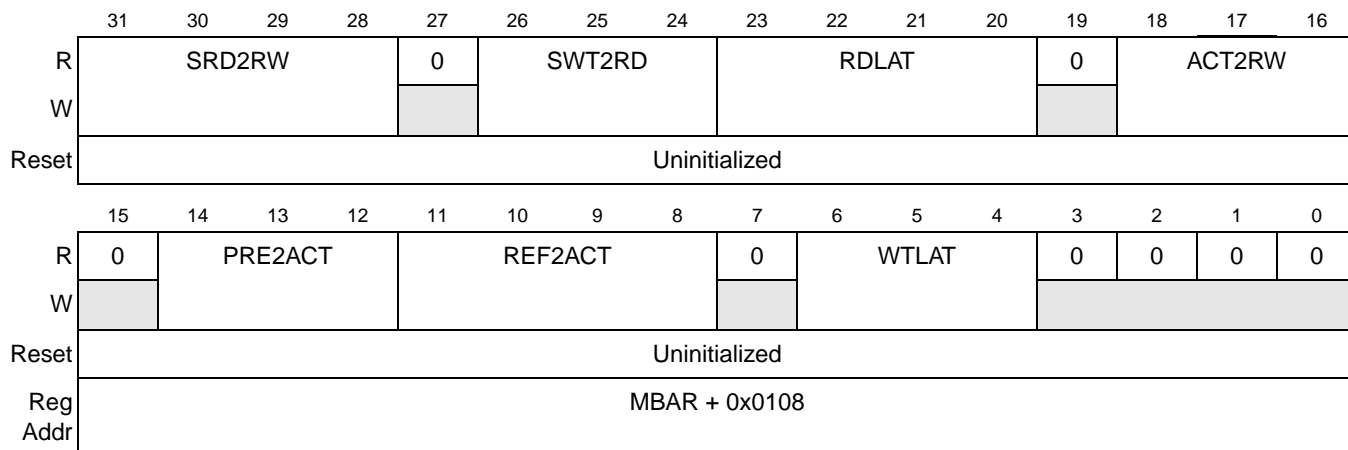 31 30 29 28 27 26 25 24 23 22 21 20 19 18 17 16
R SRD2RW 0 SWT2RD RDLAT 0 ACT2RW
W
Reset Uninitialized
15 14 13 12 11 10 9 8 7 6 5 4 3 2 1 0
R 0 PRE2ACT REF2ACT 0 WTLAT 0 0 0 0
W
Reset Uninitialized
Reg MBAR + 0x0108
Addr